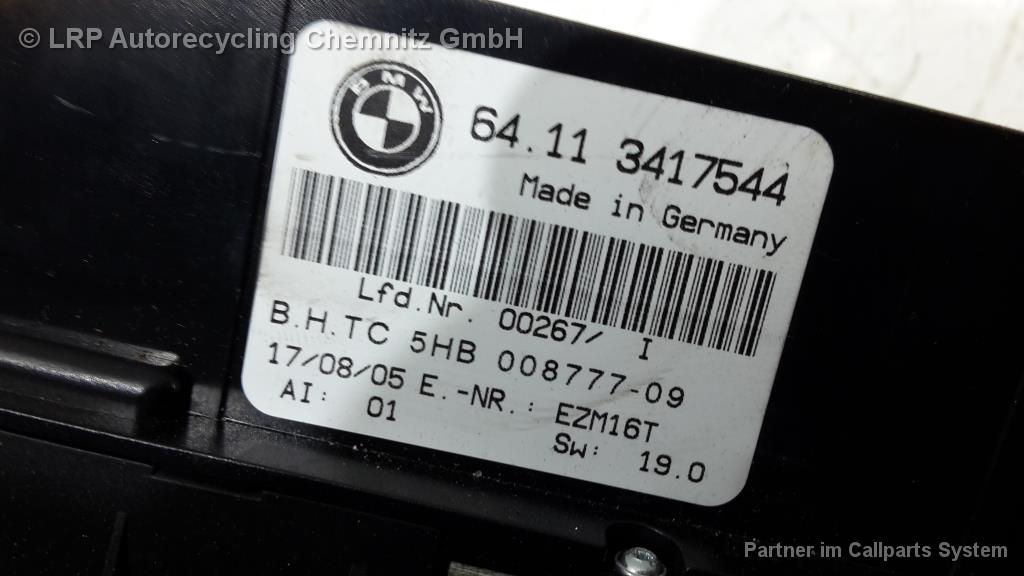 © LRP Autorecycling Chemnitz GmbH
BMW
64.11 3417544
Made in Germany
Lfd.Nr. 00267/ I
B.H.TC 5HB 008777-09
17/08/05 E.-NR.: EZM16T
AI: 01 Sw: 19.0
Partner im Callparts System